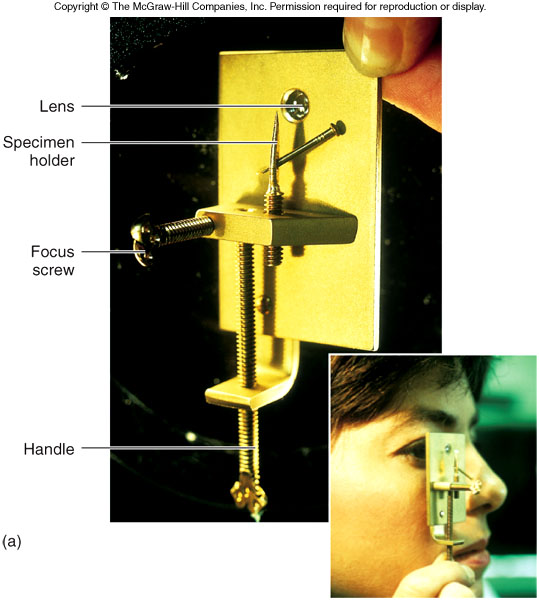 Copyright © The McGraw-Hill Companies, Inc. Permission required for reproduction or display.
Lens
Specimen
holder
Focus
screw
Handle
(a)